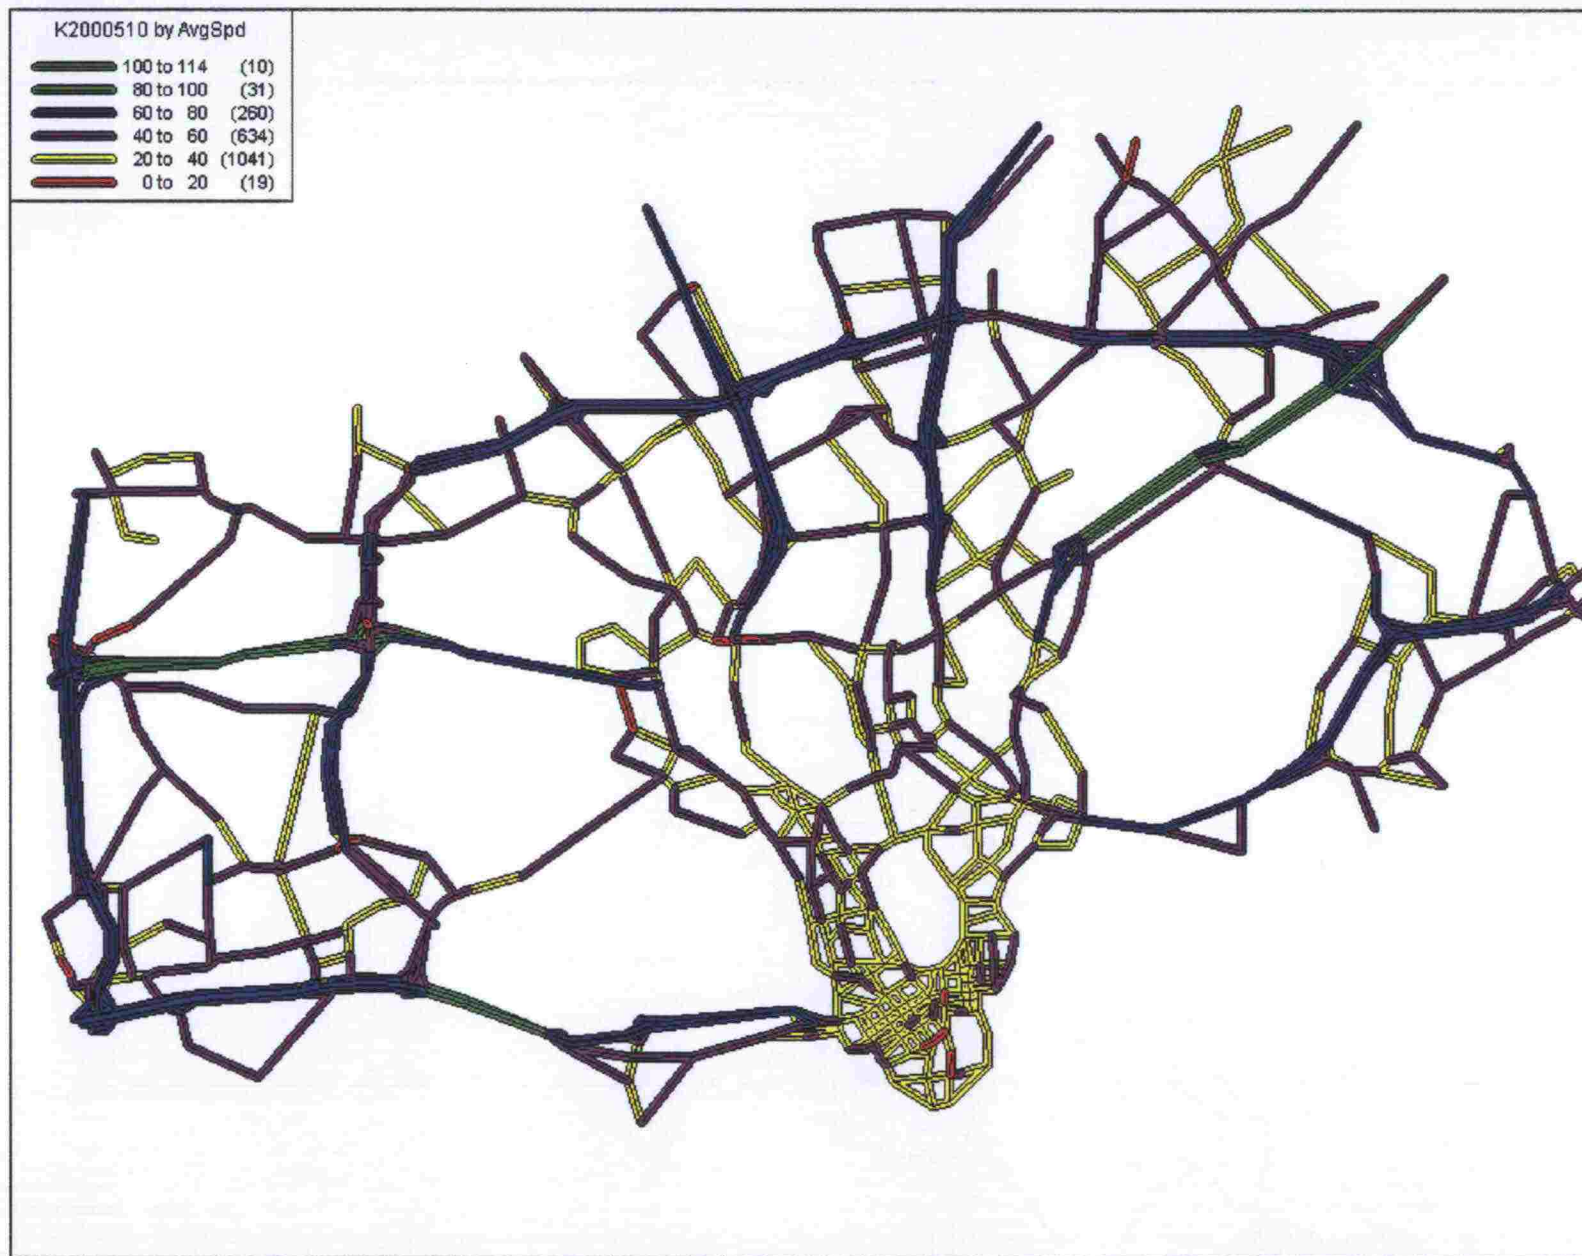 K2000510 by AvgSpd
100 to 114 (10)
80 to 100 (31)
60 to 80 (260)
40 to 60 (634)
20 to 40 (1041)
0 to 20 (19)